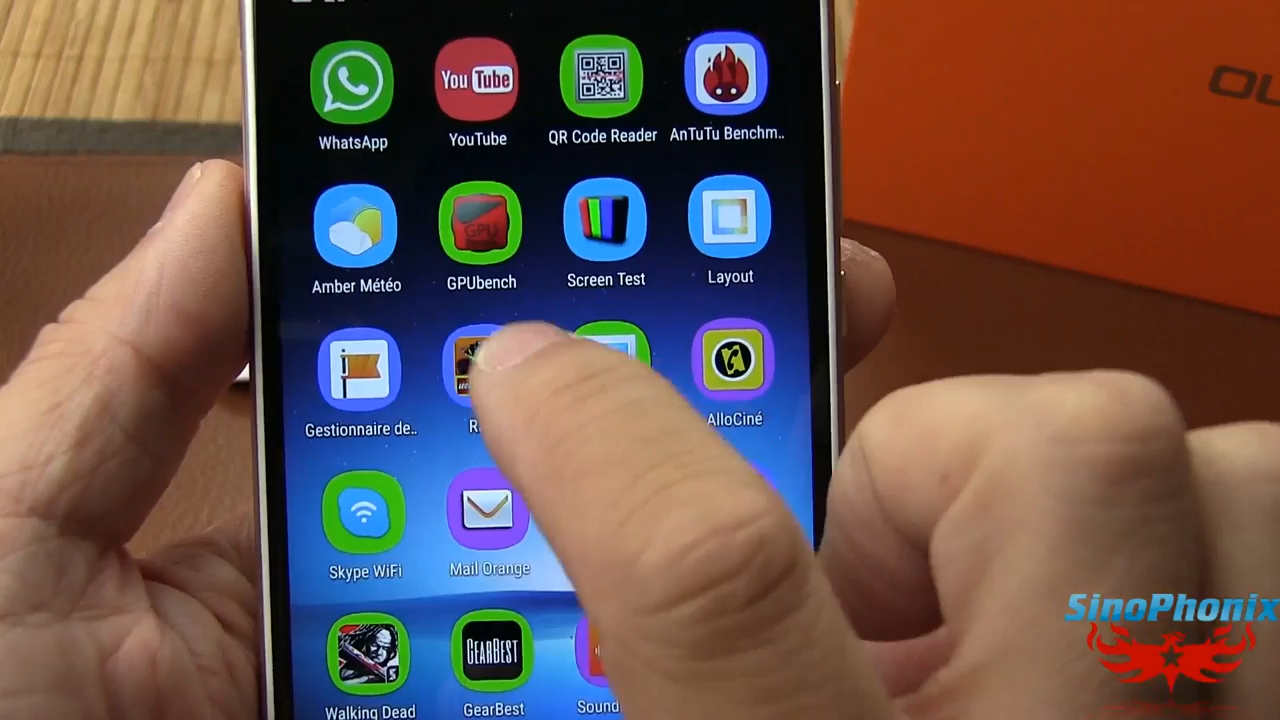 You Tube
WhatsApp
YouTube
QR Code Reader
AnTuTu Benchm..
GPU
Amber Météo
GPUbench
Screen Test
Layout
Gestionnaire de..
AlloCiné
Skype WiFi
Mail Orange
SinoPhonix
GEARBEST
Walking Dead
GearBest
Sound